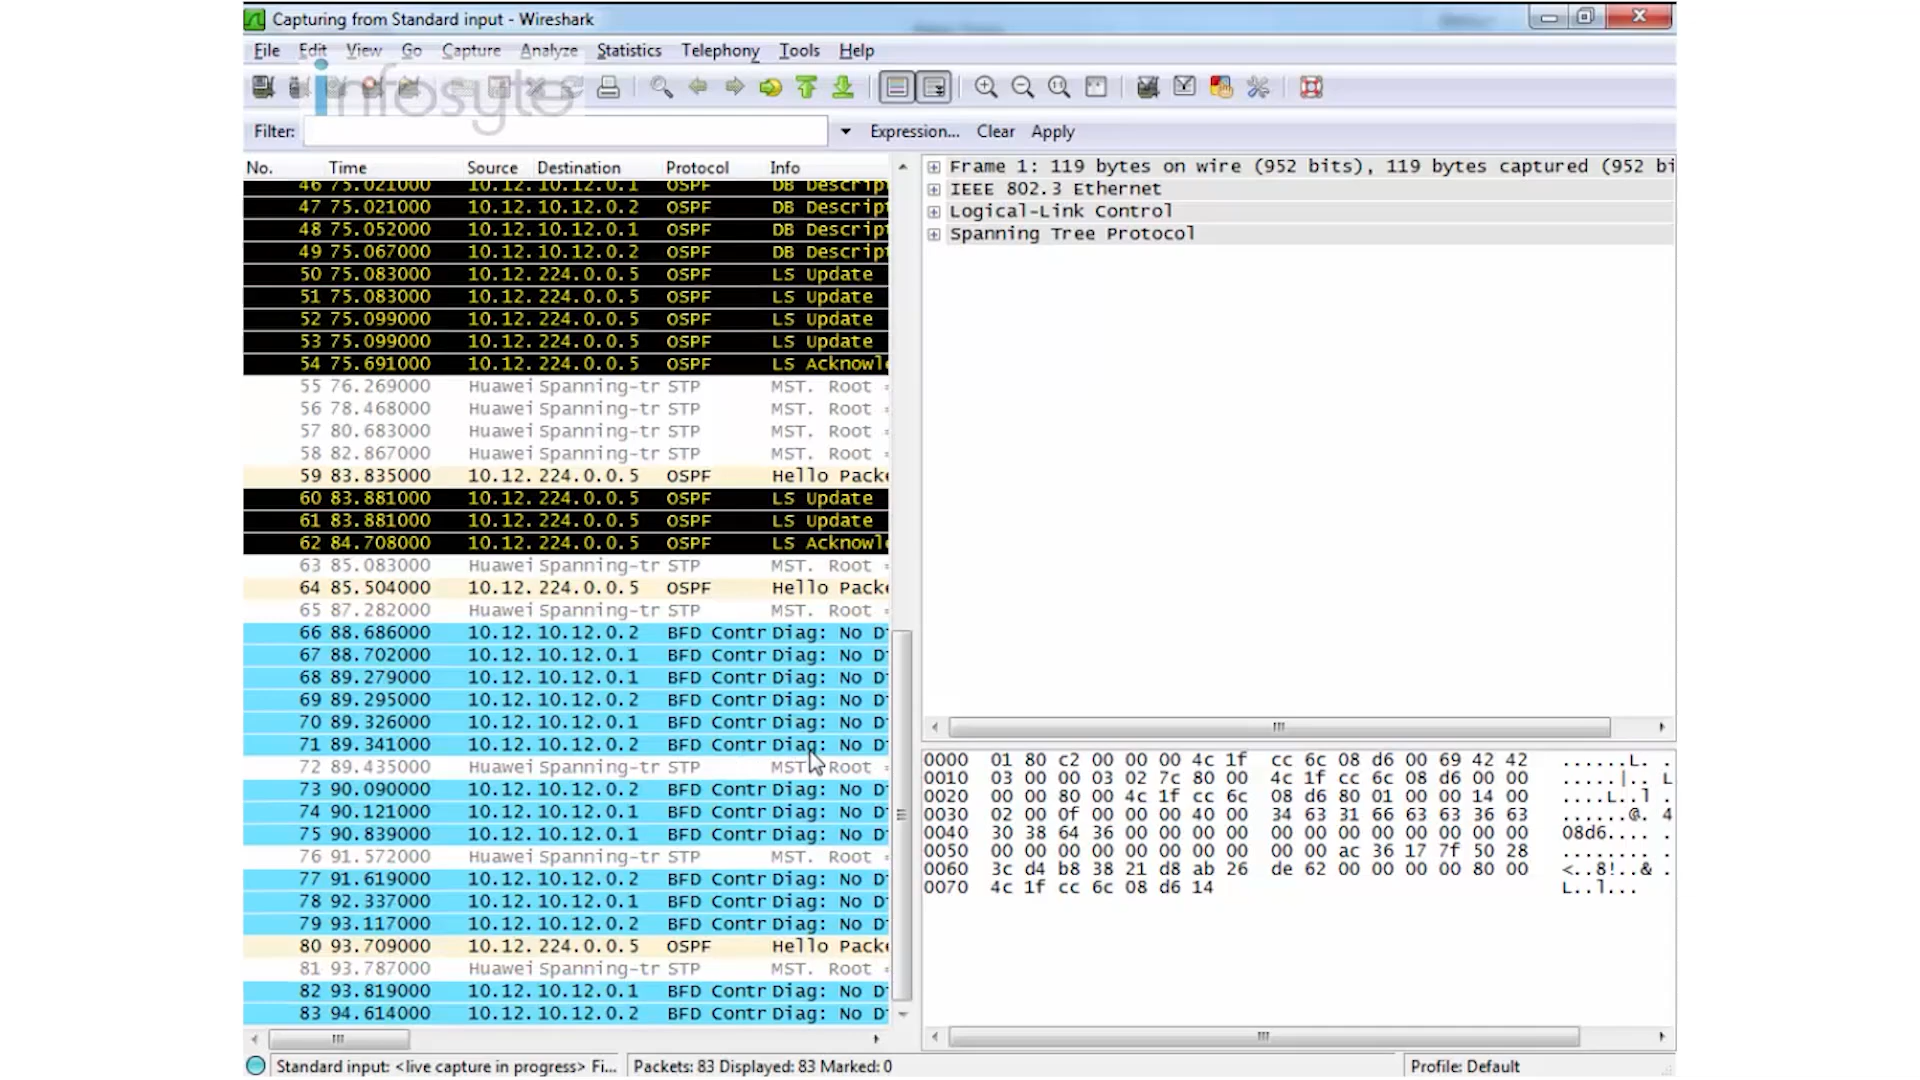 Capturing from Standard input - Wireshark
File Edit View Go Capture Analyze Statistics Telephony Tools Help
infosyte
Filter: Expression... Clear Apply
No. Time Source Destination Protocol Info
46 75.021000 10.12. 10.12.0.1 OSPF DB Descript
47 75.021000 10.12. 10.12.0.2 OSPF DB Descript
48 75.052000 10.12. 10.12.0.1 OSPF DB Descript
49 75.067000 10.12. 10.12.0.2 OSPF DB Descript
50 75.083000 10.12. 224.0.0.5 OSPF LS Update
51 75.083000 10.12. 224.0.0.5 OSPF LS Update
52 75.099000 10.12. 224.0.0.5 OSPF LS Update
53 75.099000 10.12. 224.0.0.5 OSPF LS Update
54 75.691000 10.12. 224.0.0.5 OSPF LS Acknowl
55 76.269000 Huawei Spanning-tr STP MST. Root =
56 78.468000 Huawei Spanning-tr STP MST. Root =
57 80.683000 Huawei Spanning-tr STP MST. Root =
58 82.867000 Huawei Spanning-tr STP MST. Root =
59 83.835000 10.12. 224.0.0.5 OSPF Hello Packe
60 83.881000 10.12. 224.0.0.5 OSPF LS Update
61 83.881000 10.12. 224.0.0.5 OSPF LS Update
62 84.708000 10.12. 224.0.0.5 OSPF LS Acknowl
63 85.083000 Huawei Spanning-tr STP MST. Root =
64 85.504000 10.12. 224.0.0.5 OSPF Hello Packe
65 87.282000 Huawei Spanning-tr STP MST. Root =
66 88.686000 10.12. 10.12.0.2 BFD Contr Diag: No D
67 88.702000 10.12. 10.12.0.1 BFD Contr Diag: No D
68 89.279000 10.12. 10.12.0.1 BFD Contr Diag: No D
69 89.295000 10.12. 10.12.0.2 BFD Contr Diag: No D
70 89.326000 10.12. 10.12.0.1 BFD Contr Diag: No D
71 89.341000 10.12. 10.12.0.2 BFD Contr Diag: No D
72 89.435000 Huawei Spanning-tr STP MST. Root =
73 90.090000 10.12. 10.12.0.2 BFD Contr Diag: No D
74 90.121000 10.12. 10.12.0.1 BFD Contr Diag: No D
75 90.839000 10.12. 10.12.0.1 BFD Contr Diag: No D
76 91.572000 Huawei Spanning-tr STP MST. Root =
77 91.619000 10.12. 10.12.0.2 BFD Contr Diag: No D
78 92.337000 10.12. 10.12.0.1 BFD Contr Diag: No D
79 93.117000 10.12. 10.12.0.2 BFD Contr Diag: No D
80 93.709000 10.12. 224.0.0.5 OSPF Hello Packe
81 93.787000 Huawei Spanning-tr STP MST. Root =
82 93.819000 10.12. 10.12.0.1 BFD Contr Diag: No D
83 94.614000 10.12. 10.12.0.2 BFD Contr Diag: No D
Frame 1: 119 bytes on wire (952 bits), 119 bytes captured (952 bi
IEEE 802.3 Ethernet
Logical-Link Control
Spanning Tree Protocol
0000 01 80 c2 00 00 00 4c 1f cc 6c 08 d6 00 69 42 42 ......L. .
0010 03 00 00 03 02 7c 80 00 4c 1f cc 6c 08 d6 00 00 .....|.. L
0020 00 00 80 00 4c 1f cc 6c 08 d6 80 01 00 00 14 00 ....L..l .
0030 02 00 0f 00 00 00 40 00 34 63 31 66 63 63 36 63 ......@. 4
0040 30 38 64 36 00 00 00 00 00 00 00 00 00 00 00 00 08d6.... .
0050 00 00 00 00 00 00 00 00 00 00 ac 36 17 7f 50 28 ........ .
0060 3c d4 b8 38 21 d8 ab 26 de 62 00 00 00 00 80 00 <..8!..& .
0070 4c 1f cc 6c 08 d6 14 L..l...
Standard input: <live capture in progress> Fi... Packets: 83 Displayed: 83 Marked: 0 Profile: Default